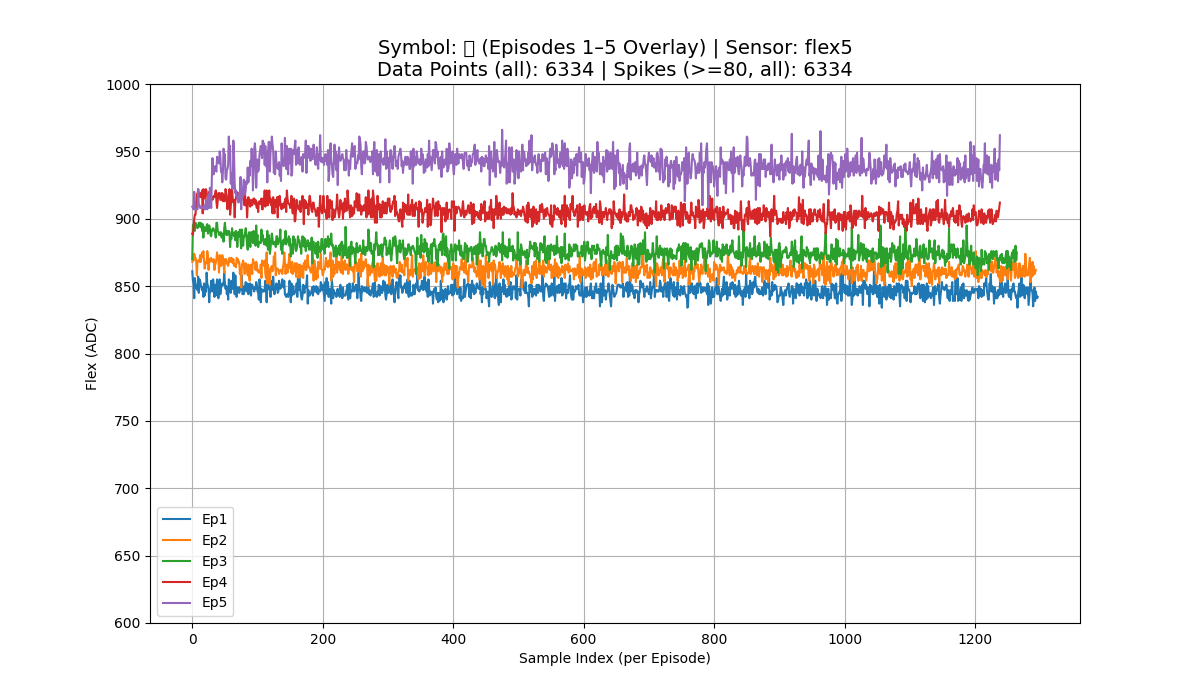 Symbol: (Episodes 1–5 Overlay) | Sensor: flex5
Data Points (all): 6334 | Spikes (>=80, all): 6334
1000
950
900
850
800
750
700
650
600
Flex (ADC)
Ep1
Ep2
Ep3
Ep4
Ep5
0 200 400 600 800 1000 1200
Sample Index (per Episode)